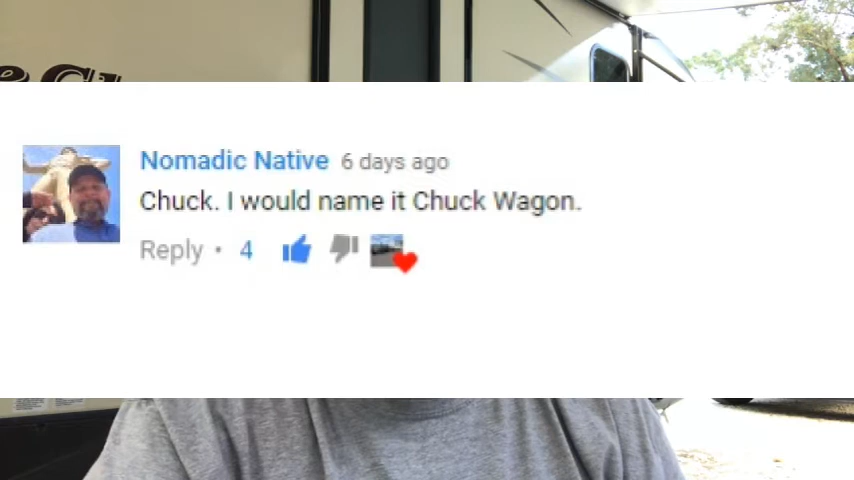 Nomadic Native 6 days ago
Chuck. I would name it Chuck Wagon.
Reply • 4